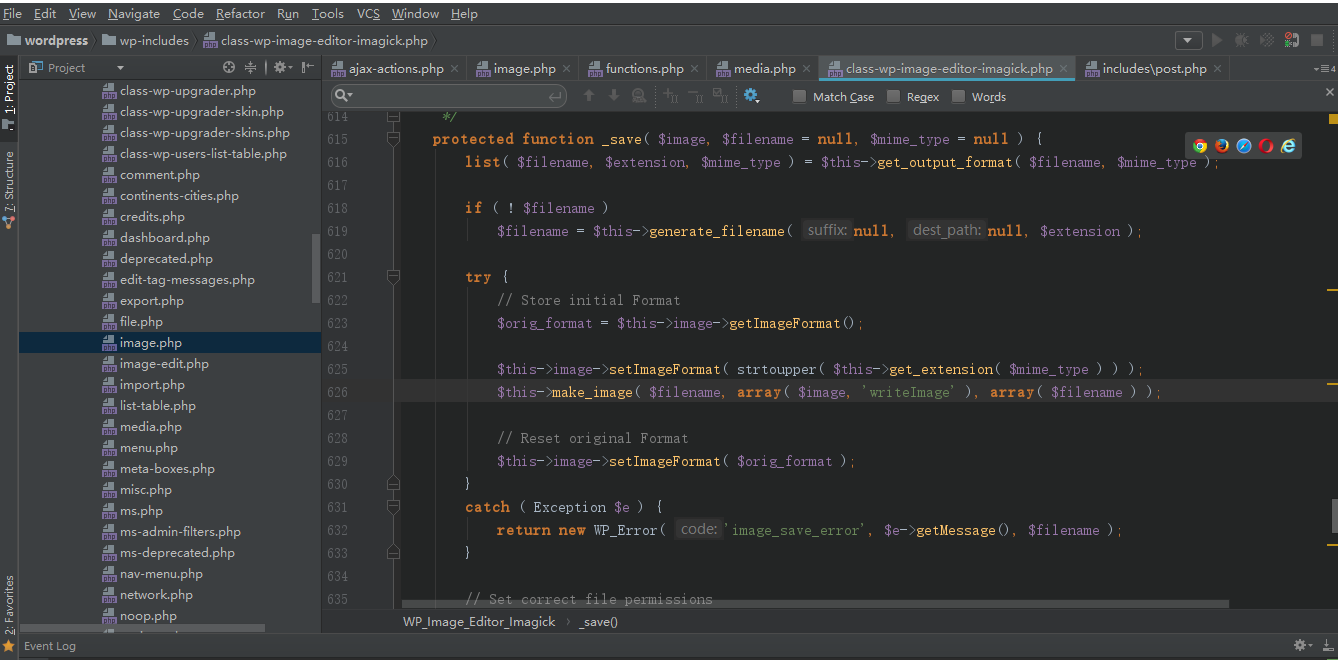 File Edit View Navigate Code Refactor Run Tools VCS Window Help
wordpress wp-includes class-wp-image-editor-imagick.php
Project
ajax-actions.php image.php functions.php media.php class-wp-image-editor-imagick.php includes\post.php
4
Match Case Regex Words
1: Project
7: Structure
2: Favorites
class-wp-upgrader.php
class-wp-upgrader-skin.php
class-wp-upgrader-skins.php
class-wp-users-list-table.php
comment.php
continents-cities.php
credits.php
dashboard.php
deprecated.php
edit-tag-messages.php
export.php
file.php
image.php
image-edit.php
import.php
list-table.php
media.php
menu.php
meta-boxes.php
misc.php
ms.php
ms-admin-filters.php
ms-deprecated.php
nav-menu.php
network.php
noop.php
614 */
615 protected function _save( $image, $filename = null, $mime_type = null ) {
616 list( $filename, $extension, $mime_type ) = $this->get_output_format( $filename, $mime_type );
617
618 if ( ! $filename )
619 $filename = $this->generate_filename( suffix: null, dest_path: null, $extension );
620
621 try {
622 // Store initial Format
623 $orig_format = $this->image->getImageFormat();
624
625 $this->image->setImageFormat( strtoupper( $this->get_extension( $mime_type ) ) );
626 $this->make_image( $filename, array( $image, 'writeImage' ), array( $filename ) );
627
628 // Reset original Format
629 $this->image->setImageFormat( $orig_format );
630 }
631 catch ( Exception $e ) {
632 return new WP_Error( code: 'image_save_error', $e->getMessage(), $filename );
633 }
634
635 // Set correct file permissions
WP_Image_Editor_Imagick _save()
Event Log